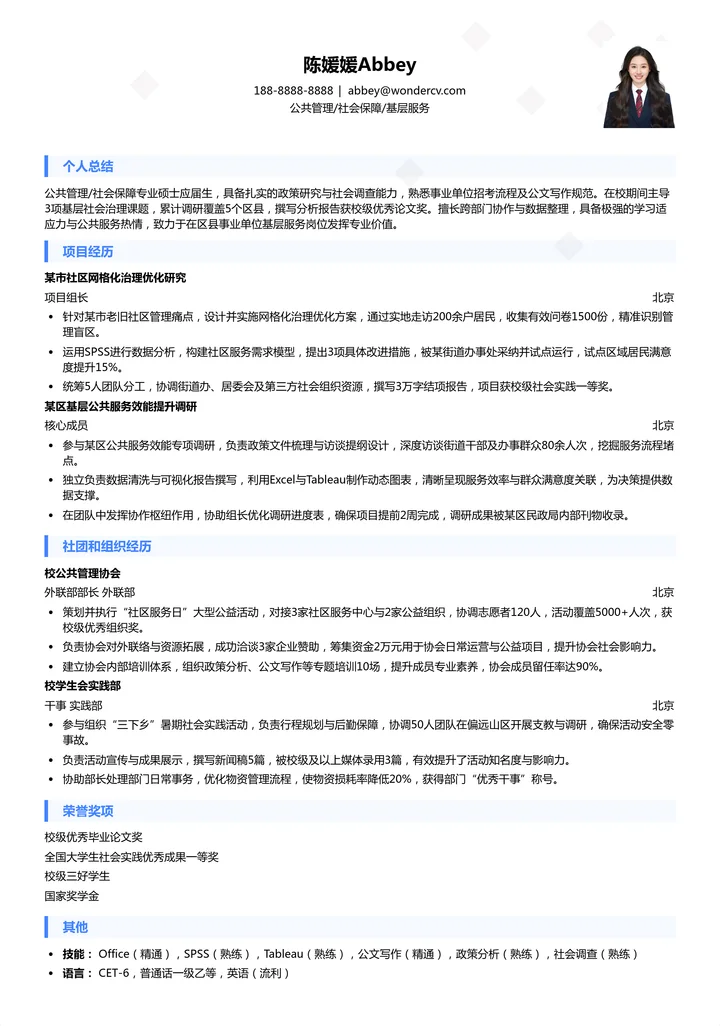 陈媛媛Abbey
188-8888-8888 | abbey@wondercv.com
公共管理/社会保障/基层服务
个人总结
公共管理/社会保障专业硕士应届生，具备扎实的政策研究与社会调查能力，熟悉事业单位招考流程及公文写作规范。在校期间主导
3项基层社会治理课题，累计调研覆盖5个区县，撰写分析报告获校级优秀论文奖。擅长跨部门协作与数据整理，具备极强的学习适
应力与公共服务热情，致力于在区县事业单位基层服务岗位发挥专业价值。
项目经历
某市社区网格化治理优化研究
项目组长 北京
• 针对某市老旧社区管理痛点，设计并实施网格化治理优化方案，通过实地走访200余户居民，收集有效问卷1500份，精准识别管
理盲区。
• 运用SPSS进行数据分析，构建社区服务需求模型，提出3项具体改进措施，被某街道办事处采纳并试点运行，试点区域居民满意
度提升15%。
• 统筹5人团队分工，协调街道办、居委会及第三方社会组织资源，撰写3万字结项报告，项目获校级社会实践一等奖。
某区基层公共服务效能提升调研
核心成员 北京
• 参与某区公共服务效能专项调研，负责政策文件梳理与访谈提纲设计，深度访谈街道干部及办事群众80余人次，挖掘服务流程堵
点。
• 独立负责数据清洗与可视化报告撰写，利用Excel与Tableau制作动态图表，清晰呈现服务效率与群众满意度关联，为决策提供数
据支撑。
• 在团队中发挥协作枢纽作用，协助组长优化调研进度表，确保项目提前2周完成，调研成果被某区民政局内部刊物收录。
社团和组织经历
校公共管理协会
外联部部长 外联部 北京
• 策划并执行“社区服务日”大型公益活动，对接3家社区服务中心与2家公益组织，协调志愿者120人，活动覆盖5000+人次，获
校级优秀组织奖。
• 负责协会对外联络与资源拓展，成功洽谈3家企业赞助，筹集资金2万元用于协会日常运营与公益项目，提升协会社会影响力。
• 建立协会内部培训体系，组织政策分析、公文写作等专题培训10场，提升成员专业素养，协会成员留任率达90%。
校学生会实践部
干事 实践部 北京
• 参与组织“三下乡”暑期社会实践活动，负责行程规划与后勤保障，协调50人团队在偏远山区开展支教与调研，确保活动安全零
事故。
• 负责活动宣传与成果展示，撰写新闻稿5篇，被校级及以上媒体录用3篇，有效提升了活动知名度与影响力。
• 协助部长处理部门日常事务，优化物资管理流程，使物资损耗率降低20%，获得部门“优秀干事”称号。
荣誉奖项
校级优秀毕业论文奖
全国大学生社会实践优秀成果一等奖
校级三好学生
国家奖学金
其他
• 技能： Office（精通），SPSS（熟练），Tableau（熟练），公文写作（精通），政策分析（熟练），社会调查（熟练）
• 语言： CET-6，普通话一级乙等，英语（流利）